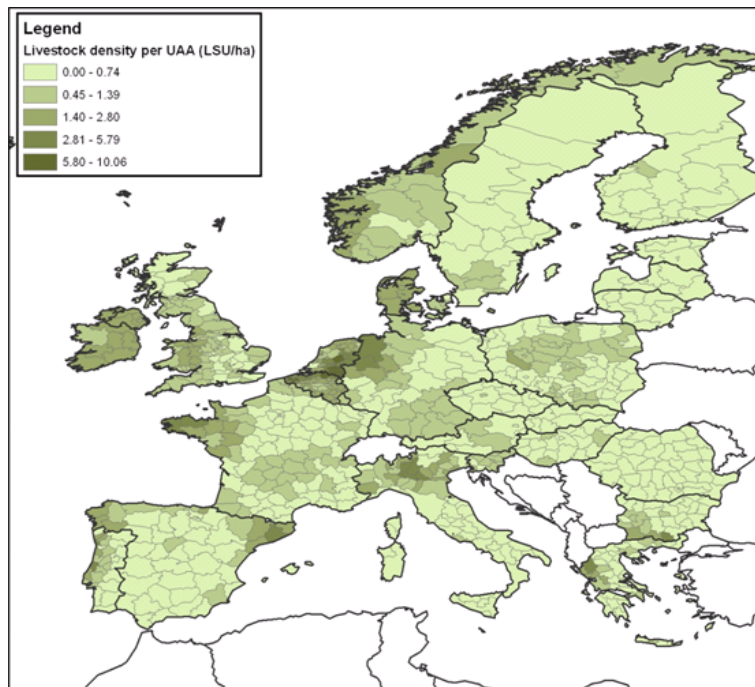 Legend
Livestock density per UAA (LSU/ha)
0.00 - 0.74
0.45 - 1.39
1.40 - 2.80
2.81 - 5.79
5.80 - 10.06